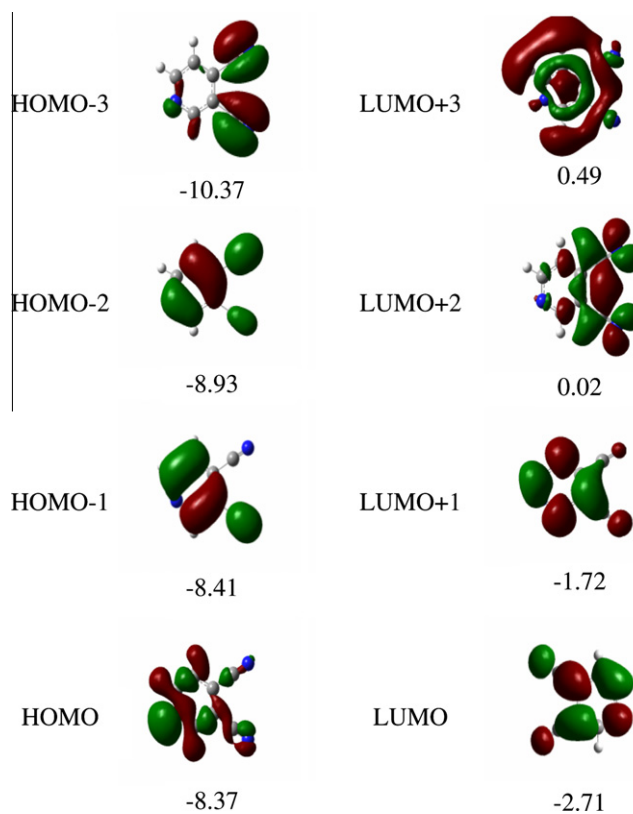 HOMO-3 LUMO+3
-10.37 0.49
HOMO-2 LUMO+2
-8.93 0.02
HOMO-1 LUMO+1
-8.41 -1.72
HOMO LUMO
-8.37 -2.71